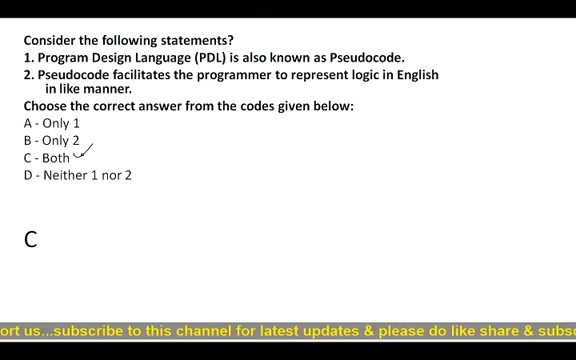 Consider the following statements?
1. Program Design Language (PDL) is also known as Pseudocode.
2. Pseudocode facilitates the programmer to represent logic in English
in like manner.
Choose the correct answer from the codes given below:
A - Only 1
B - Only 2
C - Both
D - Neither 1 nor 2
C
ort us...subscribe to this channel for latest updates & please do like share & subsc